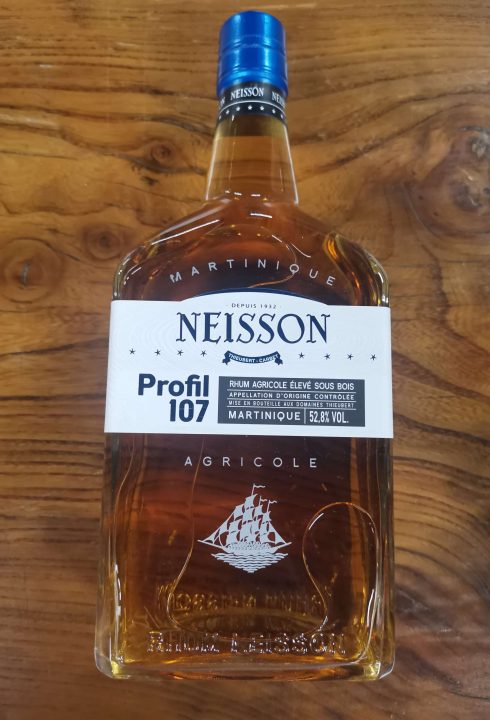 NEISSON
MARTINIQUE
- DEPUIS 1932 -
NEISSON
THIEUBERT - CARBET
Profil
107
RHUM AGRICOLE ÉLEVÉ SOUS BOIS
APPELLATION D'ORIGINE CONTRÔLÉE
MISE EN BOUTEILLE AUX DOMAINES THIEUBERT
MARTINIQUE | 52,8% VOL.
AGRICOLE
RHUM NEISSON